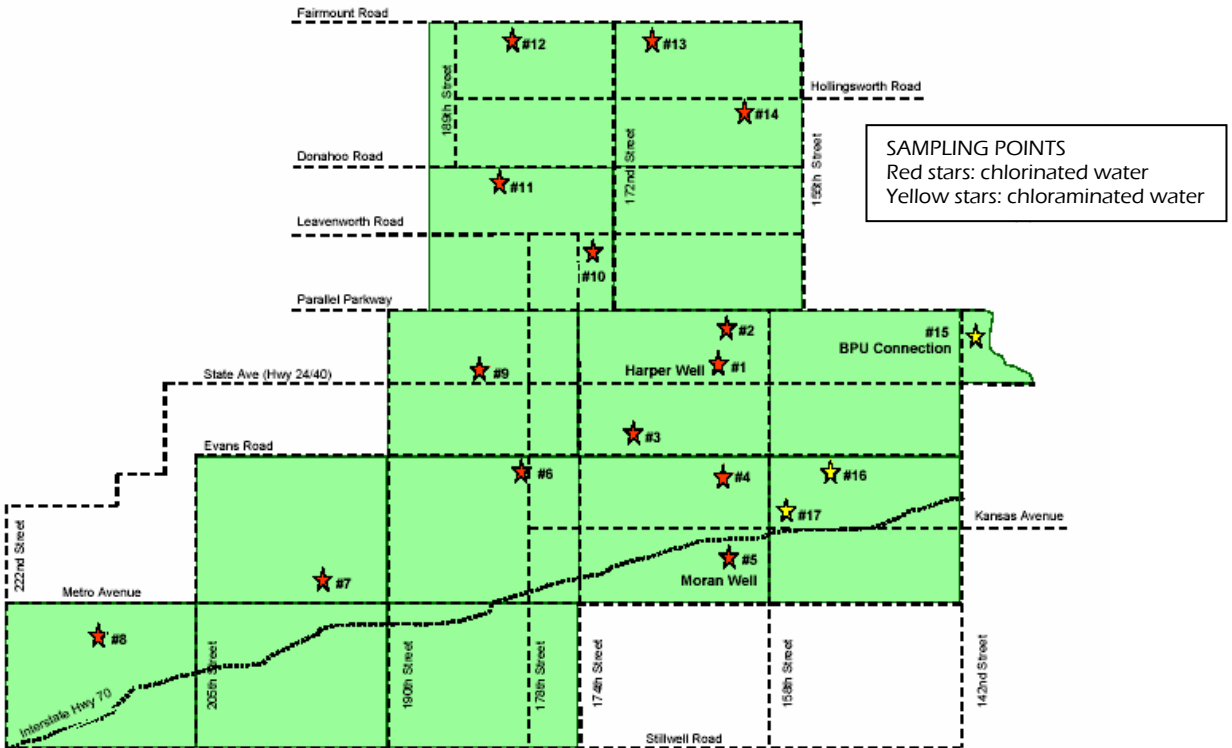 Fairmount Road
#12
#13
189th Street
Hollingsworth Road
#14
172nd Street
155th Street
SAMPLING POINTS
Red stars: chlorinated water
Yellow stars: chloraminated water
Donahoo Road
#11
Leavenworth Road
#10
Parallel Parkway
#2
#15
BPU Connection
#9
Harper Well
#1
State Ave (Hwy 24/40)
#3
Evans Road
#6
#4
#16
#17
Kansas Avenue
222nd Street
#5
Moran Well
#7
Metro Avenue
#8
205th Street
190th Street
178th Street
174th Street
158th Street
142nd Street
Interstate Hwy 70
Stillwell Road